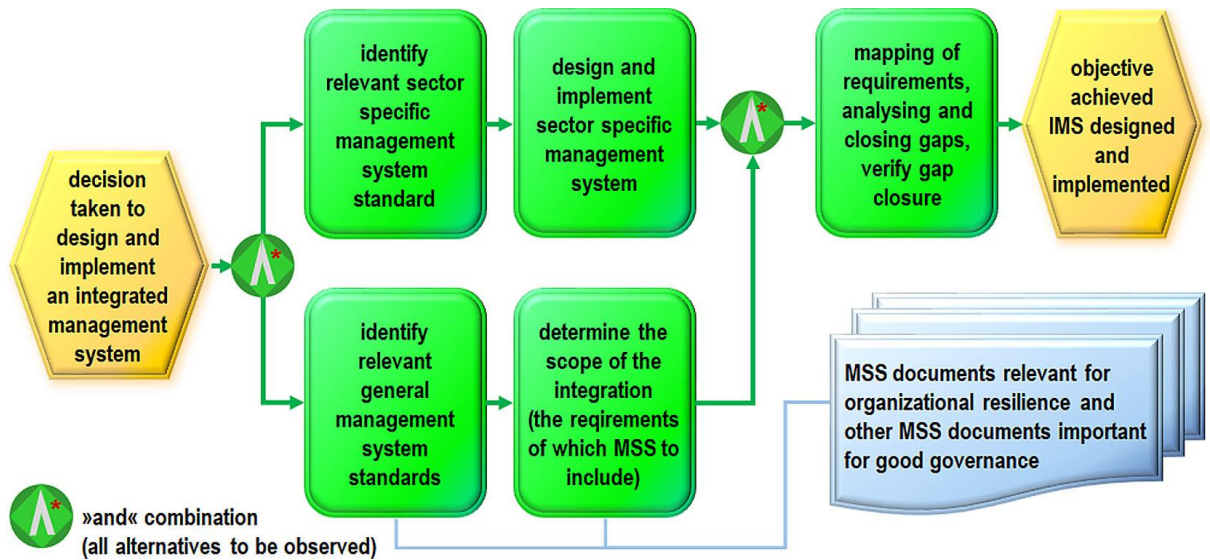 decision
taken to
design and
implement
an integrated
management
system
identify
relevant sector
specific
management
system
standard
design and
implement
sector specific
management
system
mapping of
requirements,
analysing and
closing gaps,
verify gap
closure
objective
achieved
IMS designed
and
implemented
identify
relevant
general
management
system
standards
determine the
scope of the
integration
(the reqirements
of which MSS to
include)
MSS documents relevant for
organizational resilience and
other MSS documents important
for good governance
»and« combination
(all alternatives to be observed)